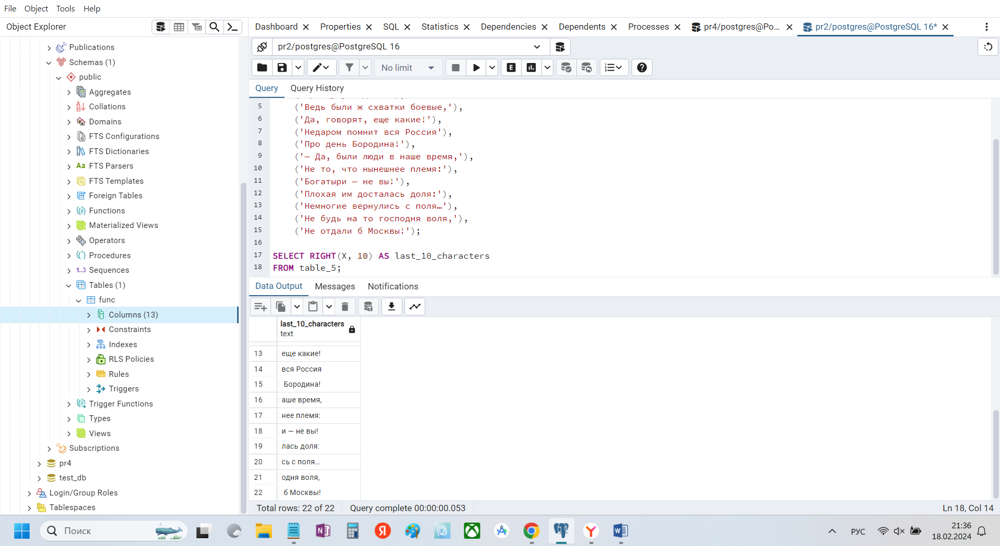 File Object Tools Help
Object Explorer
Dashboard Properties SQL Statistics Dependencies Dependents Processes pr4/postgres@Po... pr2/postgres@PostgreSQL 16*
pr2/postgres@PostgreSQL 16
No limit
E
Query Query History
5 ('Ведь были ж схватки боевые,'),
6 ('Да, говорят, еще какие!'),
7 ('Недаром помнит вся Россия'),
8 ('Про день Бородина!'),
9 ('— Да, были люди в наше время,'),
10 ('Не то, что нынешнее племя:'),
11 ('Богатыри — не вы!'),
12 ('Плохая им досталась доля:'),
13 ('Немногие вернулись с поля…'),
14 ('Не будь на то господня воля,'),
15 ('Не отдали б Москвы!');
16
17 SELECT RIGHT(X, 10) AS last_10_characters
18 FROM table_5;
Data Output Messages Notifications
last_10_characters
text
13 еще какие!
14 вся Россия
15 Бородина!
16 аше время,
17 нее племя:
18 и — не вы!
19 лась доля:
20 сь с поля…
21 одня воля,
22 б Москвы!
Total rows: 22 of 22 Query complete 00:00:00.053 Ln 18, Col 14
Publications
Schemas (1)
public
Aggregates
Collations
Domains
FTS Configurations
FTS Dictionaries
Aa FTS Parsers
FTS Templates
Foreign Tables
Functions
Materialized Views
Operators
Procedures
1..3 Sequences
Tables (1)
func
Columns (13)
Constraints
Indexes
RLS Policies
Rules
Triggers
Trigger Functions
Types
Views
Subscriptions
pr4
test_db
Login/Group Roles
Tablespaces
Поиск
РУС
21:36
18.02.2024